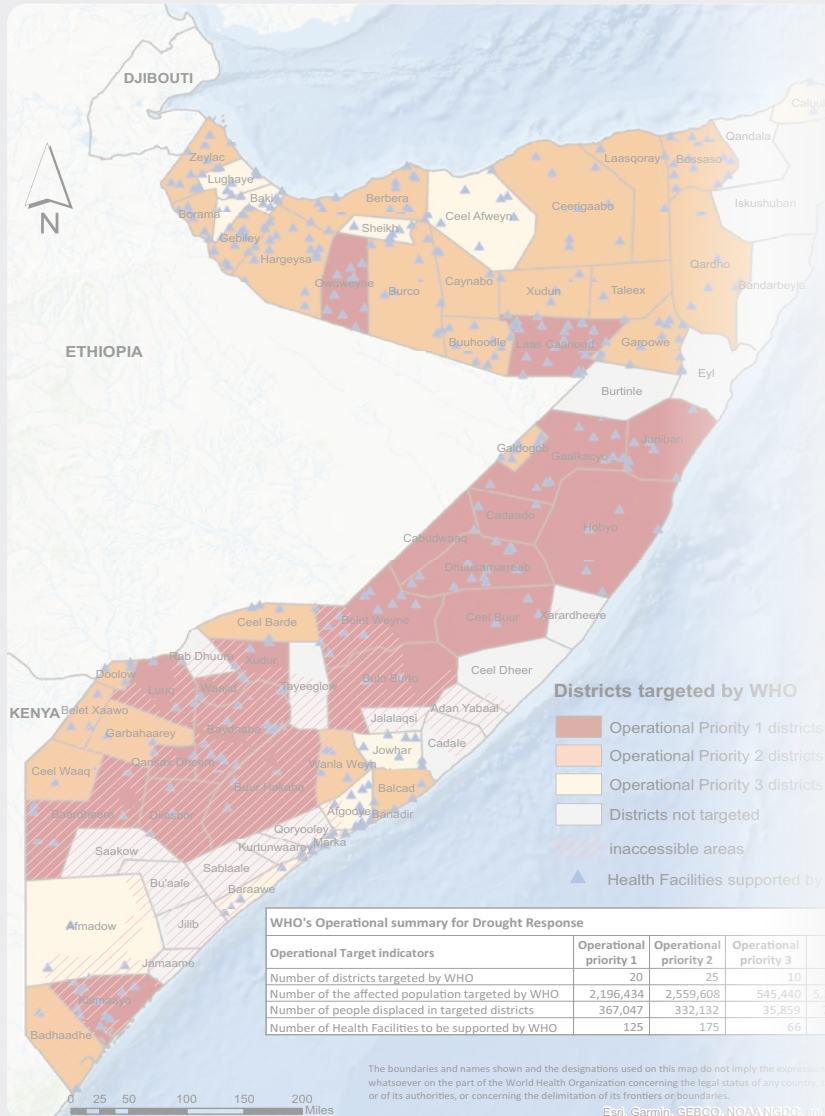 DJIBOUTI
Zeylac
Lughaye
Baki
Borama
Gebiley
Hargeysa
Berbera
Sheikh
Owdweyne
Burco
Ceel Afweyn
Caynabo
Buuhoodle
Ceerigaabo
Laasqoray
Bossaso
Qandala
Iskushuban
Xudun
Taleex
Qardho
Bandarbeyla
Laas Caanood
Garoowe
Eyl
Burtinle
N
ETHIOPIA
Galdogob
Gaalkacyo
Jariiban
Cadaado
Hobyo
Cabudwaaq
Dhuusamarreeb
Ceel Buur
Xarardheere
Ceel Barde
Belet Weyne
Rab Dhuure
Xudur
Tayeeglow
Ceel Dheer
Doolow
Luuq
Waajid
Bulo Burto
Adan Yabaal
KENYA
Belet Xaawo
Garbahaarey
Baydhaba
Jalalaqsi
Cadale
Jowhar
Ceel Waaq
Qansax Dheere
Wanla Weyn
Buur Hakaba
Balcad
Baardheere
Diinsoor
Afgooye
Banadir
Qoryooley
Marka
Kurtunwaarey
Saakow
Sablaale
Bu'aale
Baraawe
Afmadow
Jilib
Jamaame
Kismaayo
Badhaadhe
Districts targeted by WHO
Operational Priority 1 districts
Operational Priority 2 districts
Operational Priority 3 districts
Districts not targeted
inaccessible areas
Health Facilities supported by
WHO's Operational summary for Drought Response
Operational Target indicators Operational priority 1 Operational priority 2 Operational priority 3
Number of districts targeted by WHO 20 25 10
Number of the affected population targeted by WHO 2,196,434 2,559,608 545,440 5,
Number of people displaced in targeted districts 367,047 332,132 35,859
Number of Health Facilities to be supported by WHO 125 175 66
The boundaries and names shown and the designations used on this map do not imply the
whatsoever on the part of the World Health Organization concerning the legal status of any country,
or of its authorities, or concerning the delimitation of its frontiers or boundaries.
0 25 50 100 150 200
Miles
Esri, Garmin, GEBCO, NOAA NGDC